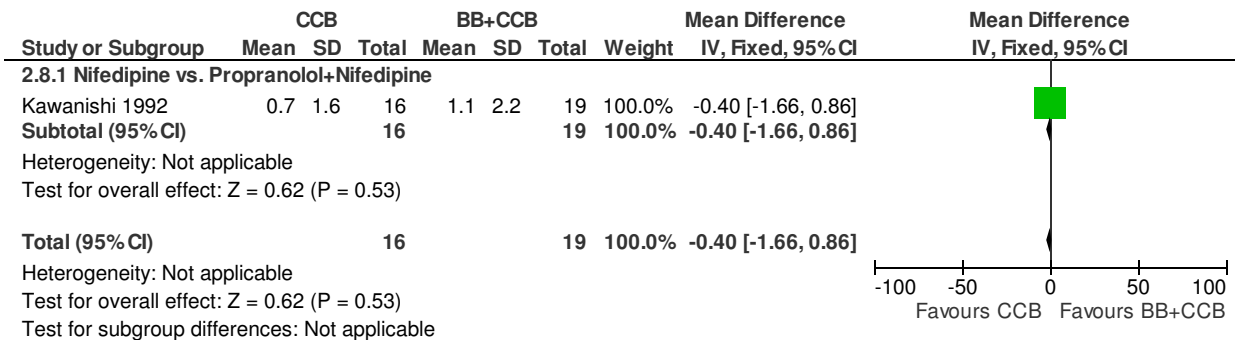 CCB BB+CCB Mean Difference Mean Difference
Study or Subgroup Mean SD Total Mean SD Total Weight IV, Fixed, 95% CI IV, Fixed, 95% CI
2.8.1 Nifedipine vs. Propranolol+Nifedipine
Kawanishi 1992 0.7 1.6 16 1.1 2.2 19 100.0% -0.40 [-1.66, 0.86]
Subtotal (95% CI) 16 19 100.0% -0.40 [-1.66, 0.86]
Heterogeneity: Not applicable
Test for overall effect: Z = 0.62 (P = 0.53)
Total (95% CI) 16 19 100.0% -0.40 [-1.66, 0.86]
Heterogeneity: Not applicable
Test for overall effect: Z = 0.62 (P = 0.53)
Test for subgroup differences: Not applicable
-100 -50 0 50 100
Favours CCB Favours BB+CCB